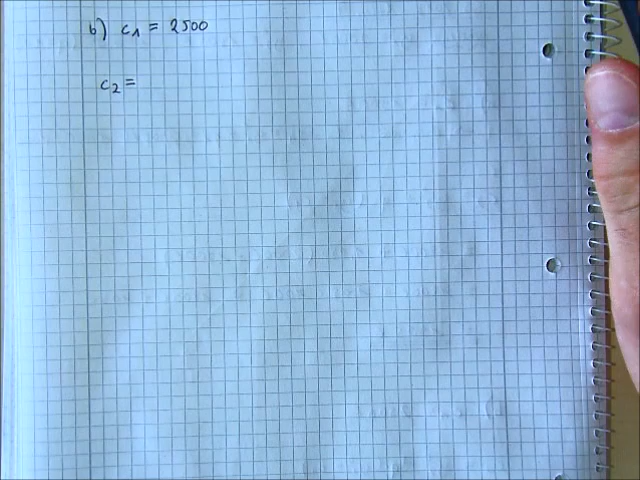 b) c₁ = 2500
c₂ =